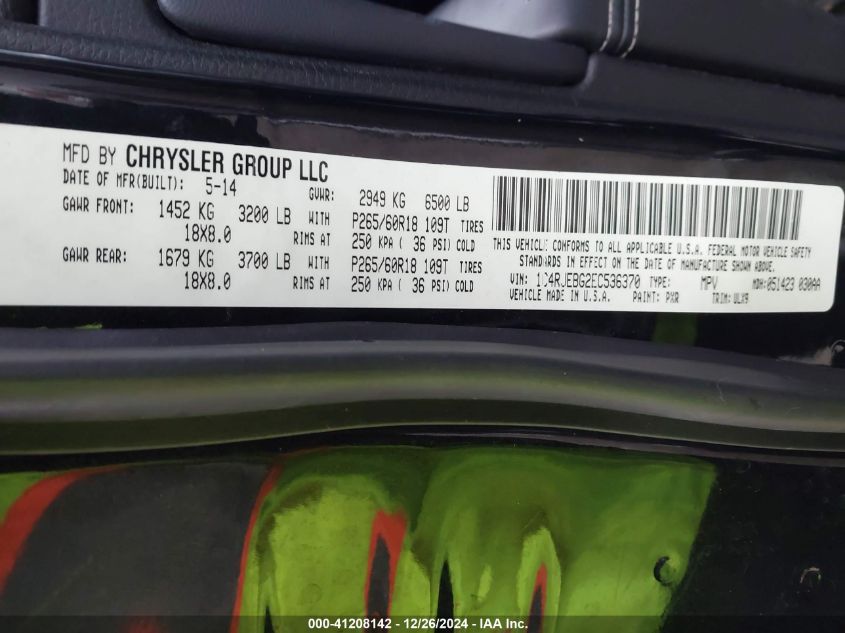 MFD BY CHRYSLER GROUP LLC
DATE OF MFR(BUILT): 5-14 GVWR: 2949 KG 6500 LB
GAWR FRONT: 1452 KG 3200 LB WITH P265/60R18 109T TIRES
18X8.0 RIMS AT 250 KPA ( 36 PSI) COLD
GAWR REAR: 1679 KG 3700 LB WITH P265/60R18 109T TIRES
18X8.0 RIMS AT 250 KPA ( 36 PSI) COLD
THIS VEHICLE CONFORMS TO ALL APPLICABLE U.S.A. FEDERAL MOTOR VEHICLE SAFETY
STANDARDS IN EFFECT ON THE DATE OF MANUFACTURE SHOWN ABOVE.
VIN: 1C4RJEBG2EC536370 TYPE: MPV MDH: 051423 030AA
VEHICLE MADE IN U.S.A. PAINT: PXR TRIM: ULX9
000-41208142 - 12/26/2024 - IAA Inc.